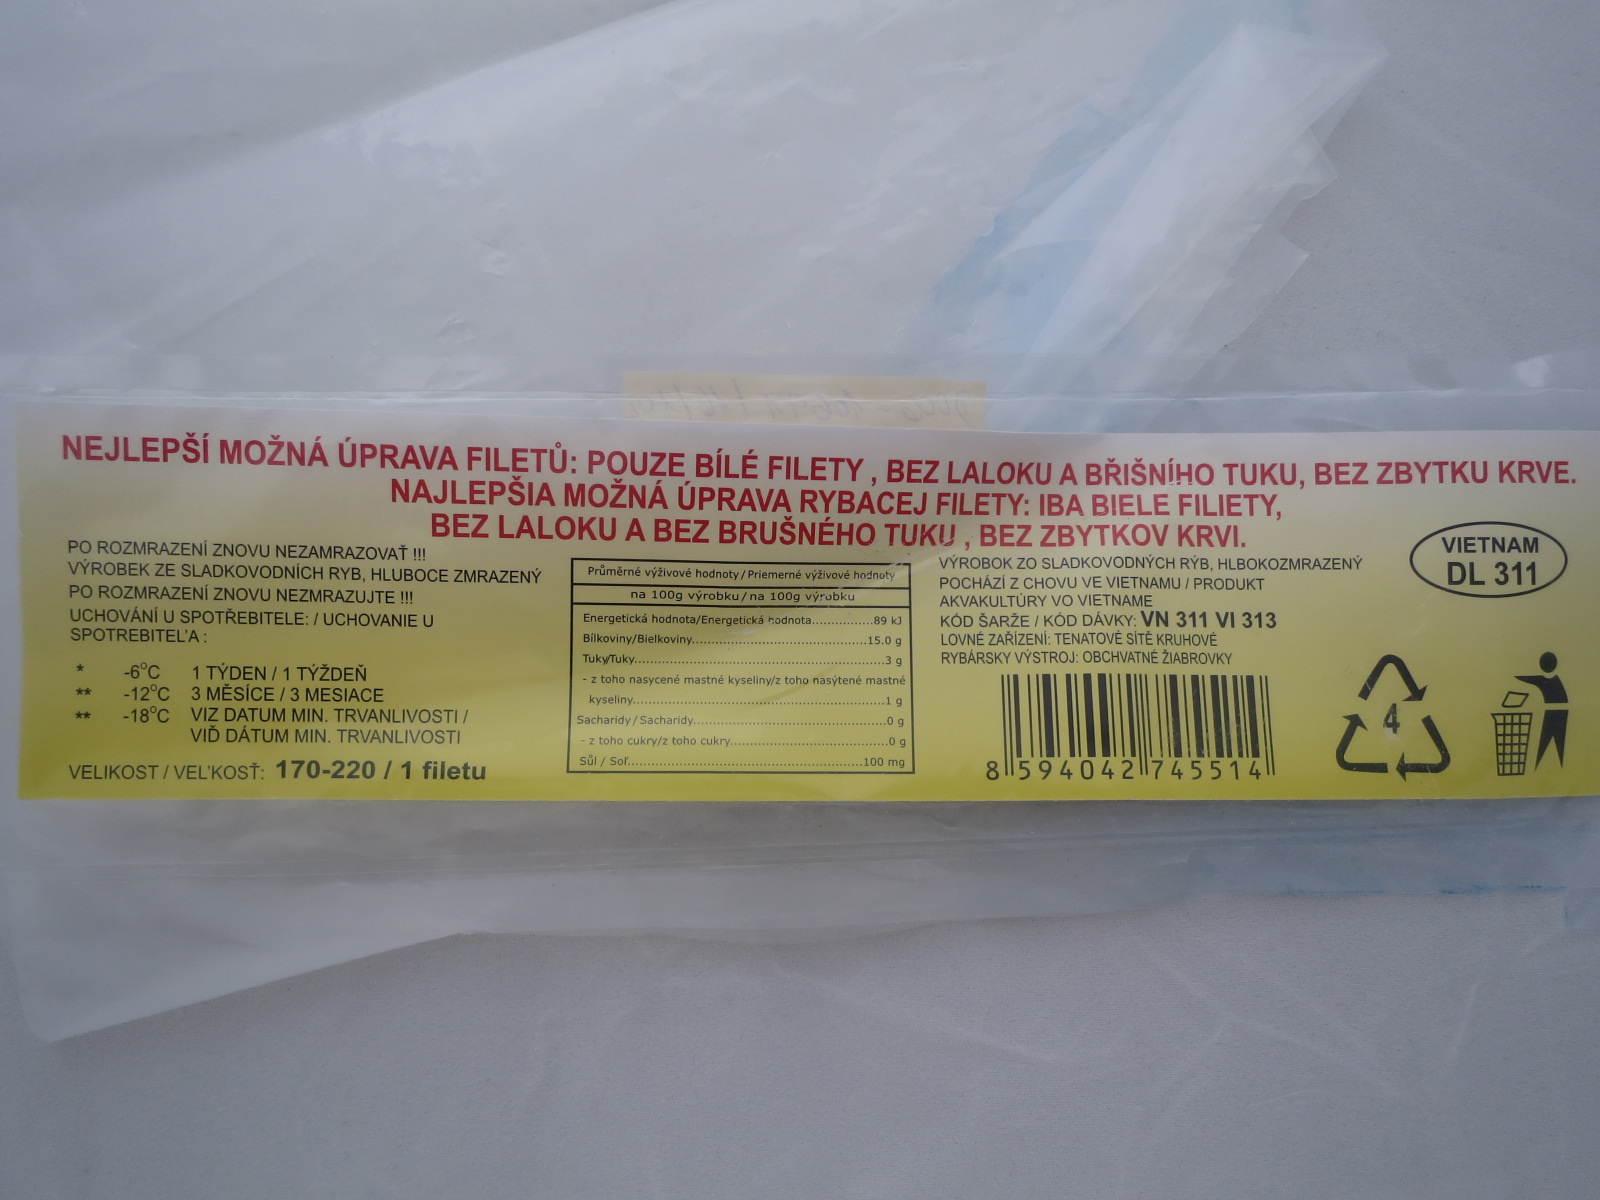 NEJLEPŠÍ MOŽNÁ ÚPRAVA FILETŮ: POUZE BÍLÉ FILETY , BEZ LALOKU A BŘIŠNÍHO TUKU, BEZ ZBYTKU KRVE.
NAJLEPŠIA MOŽNÁ ÚPRAVA RYBACEJ FILETY: IBA BIELE FILIETY,
BEZ LALOKU A BEZ BRUŠNÉHO TUKU , BEZ ZBYTKOV KRVI.
PO ROZMRAZENÍ ZNOVU NEZAMRAZOVAŤ !!!
VÝROBEK ZE SLADKOVODNÍCH RYB, HLUBOCE ZMRAZENÝ
PO ROZMRAZENÍ ZNOVU NEZMRAZUJTE !!!
UCHOVÁNÍ U SPOTŘEBITELE: / UCHOVANIE U
SPOTREBITEL'A :
* -6°C 1 TÝDEN / 1 TÝŽDEŇ
** -12°C 3 MĚSÍCE / 3 MESIACE
** -18°C VIZ DATUM MIN. TRVANLIVOSTI /
VIĎ DÁTUM MIN. TRVANLIVOSTI
VELIKOST / VEL'KOSŤ: 170-220 / 1 filetu
Průměrné výživové hodnoty / Priemerné výživové hodnoty
na 100g výrobku / na 100g výrobku
Energetická hodnota/Energetická hodnota..............89 kJ
Bílkoviny/Bielkoviny..............15.0 g
Tuky/Tuky..............3 g
- z toho nasycené mastné kyseliny/z toho nasýtené mastné
kyseliny..............1 g
Sacharidy / Sacharidy..............0 g
- z toho cukry/z toho cukry..............0 g
Sůl / Soľ..............100 mg
VÝROBOK ZO SLADKOVODNÝCH RÝB, HLBOKOZMRAZENÝ
POCHÁZÍ Z CHOVU VE VIETNAMU / PRODUKT
AKVAKULTÚRY VO VIETNAME
KÓD ŠARŽE / KÓD DÁVKY: VN 311 VI 313
LOVNÉ ZAŘÍZENÍ: TENATOVÉ SÍTĚ KRUHOVÉ
RYBÁRSKY VÝSTROJ: OBCHVATNÉ ŽIABROVKY
8 594042 745514
VIETNAM
DL 311
4